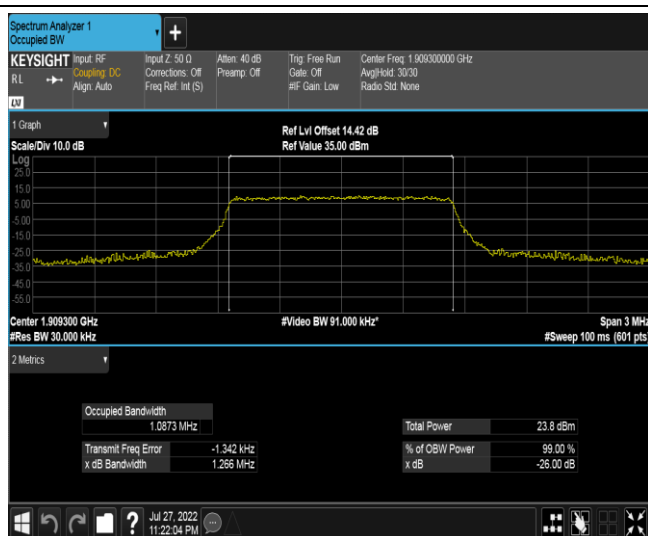 Spectrum Analyzer 1
Occupied BW
+
KEYSIGHT Input: RF Input Z: 50 Ω Atten: 40 dB Trig: Free Run Center Freq: 1.909300000 GHz
RL Coupling: DC Corrections: Off Preamp: Off Gate: Off Avg|Hold: 30/30
Align: Auto Freq Ref: Int (S) #IF Gain: Low Radio Std: None
LXI
1 Graph Ref Lvl Offset 14.42 dB
Scale/Div 10.0 dB Ref Value 35.00 dBm
Log
25.0
15.0
5.00
-5.00
-15.0
-25.0
-35.0
-45.0
-55.0
Center 1.909300 GHz #Video BW 91.000 kHz* Span 3 MHz
#Res BW 30.000 kHz #Sweep 100 ms (601 pts)
2 Metrics
Occupied Bandwidth
1.0873 MHz Total Power 23.8 dBm
Transmit Freq Error -1.342 kHz % of OBW Power 99.00 %
x dB Bandwidth 1.266 MHz x dB -26.00 dB
? Jul 27, 2022
11:22:04 PM